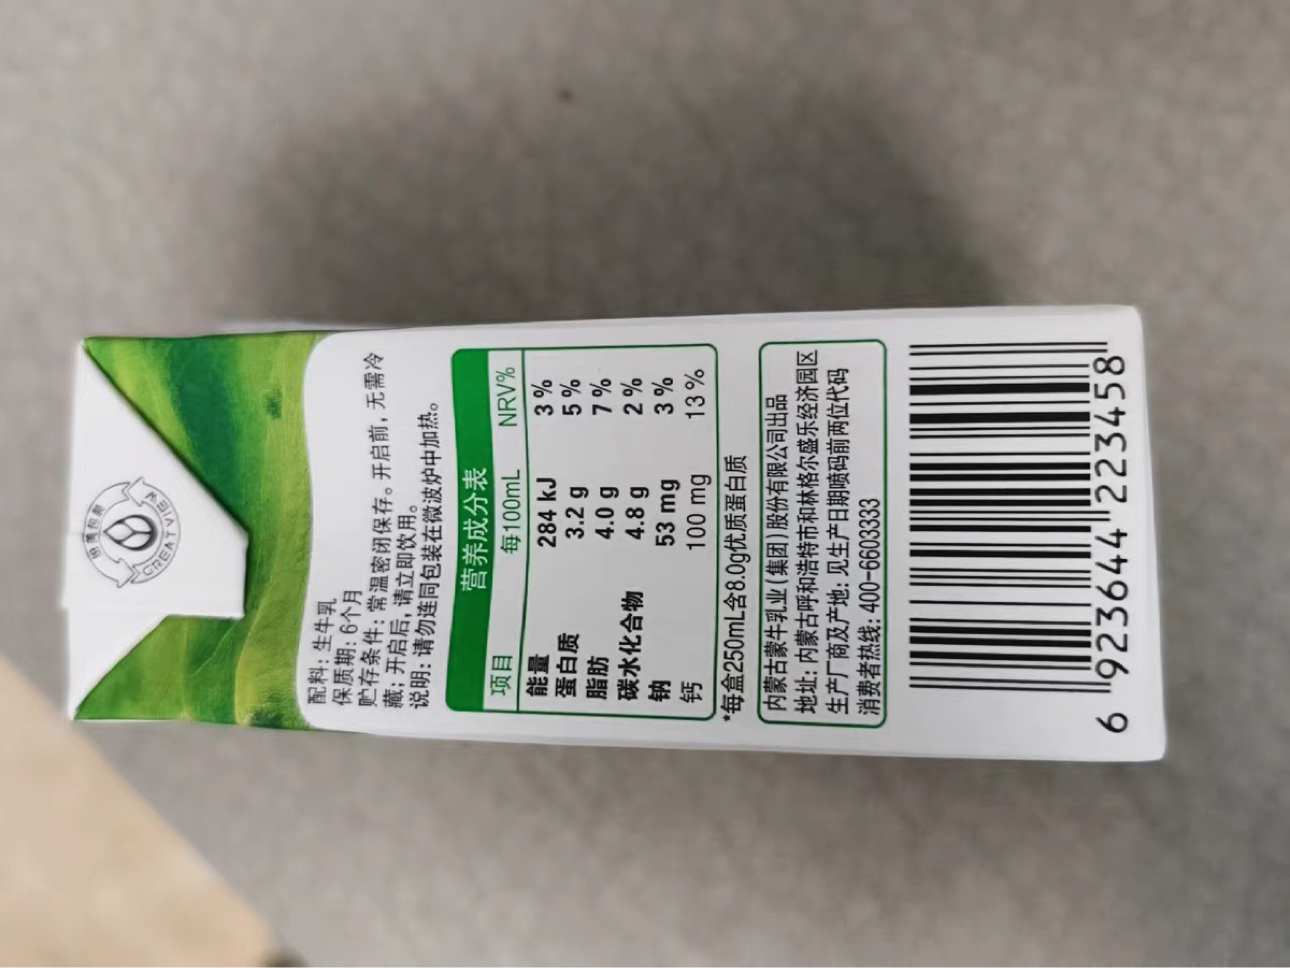 纷美包装
GREATVIEW
配料: 生牛乳
保质期: 6个月
贮存条件: 常温密闭保存。开启前, 无需冷
藏; 开启后, 请立即饮用。
说明: 请勿连同包装在微波炉中加热。
营养成分表
项目 每100mL NRV%
能量 284 kJ 3%
蛋白质 3.2 g 5%
脂肪 4.0 g 7%
碳水化合物 4.8 g 2%
钠 53 mg 3%
钙 100 mg 13%
*每盒250mL含8.0g优质蛋白质
内蒙古蒙牛乳业(集团)股份有限公司出品
地址: 内蒙古呼和浩特市和林格尔盛乐经济园区
生产厂商及产地: 见生产日期喷码前两位代码
消费者热线: 400-6603333
6 923644 223458